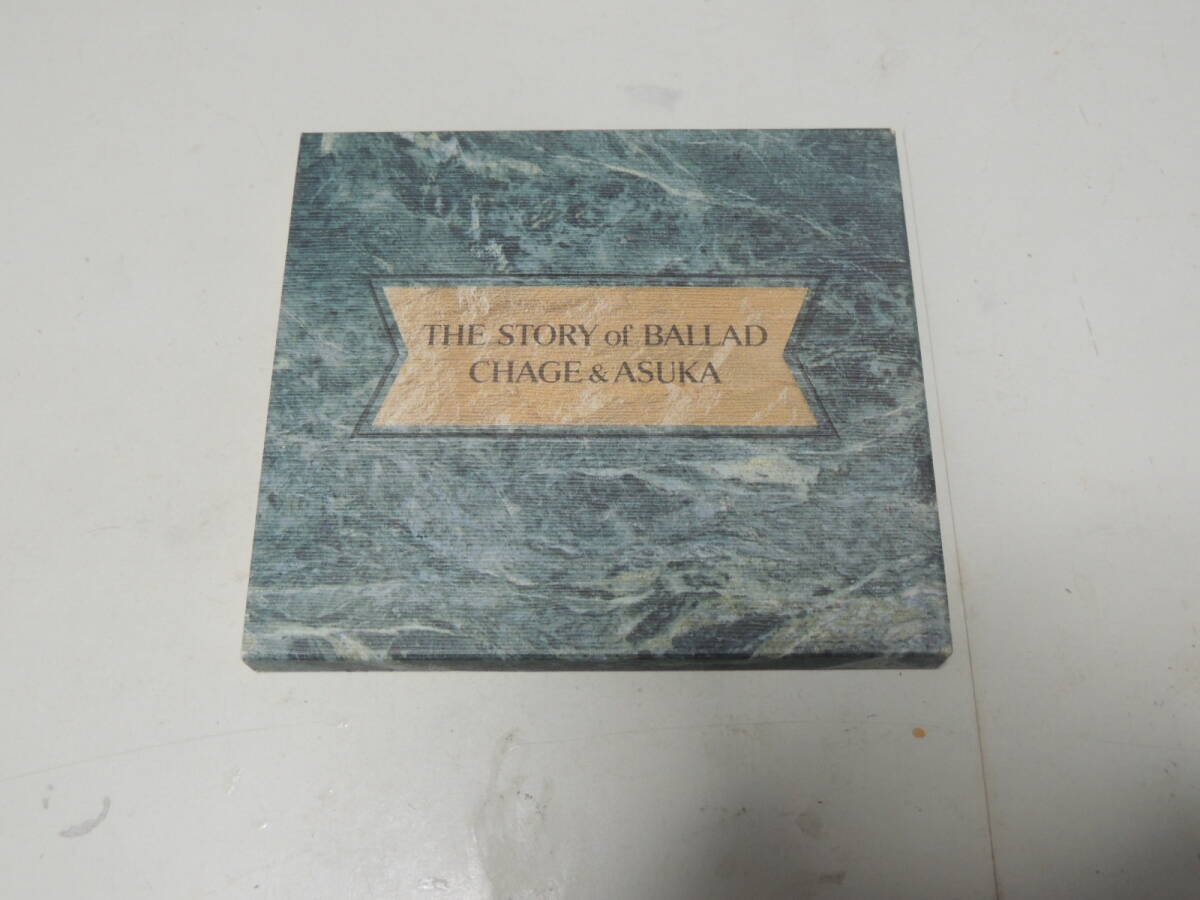 THE STORY of BALLAD
CHAGE & ASUKA